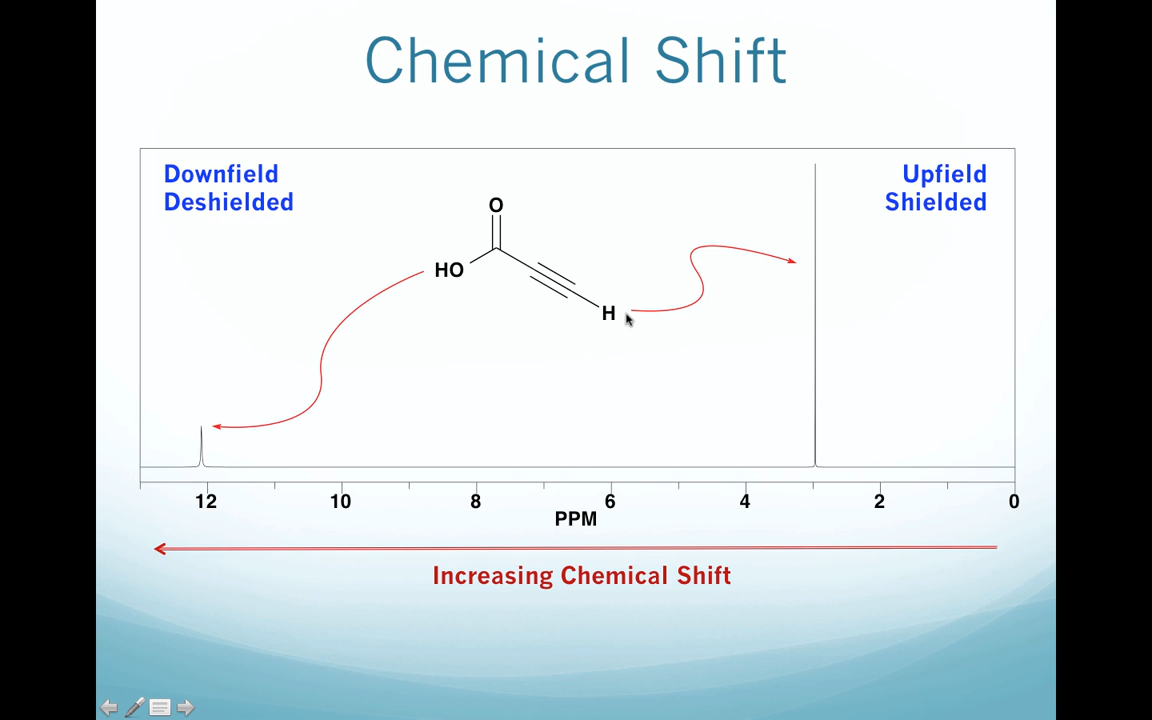 Chemical Shift
Downfield
Deshielded
Upfield
Shielded
O
HO
H
12 10 8 6 4 2 0
PPM
Increasing Chemical Shift